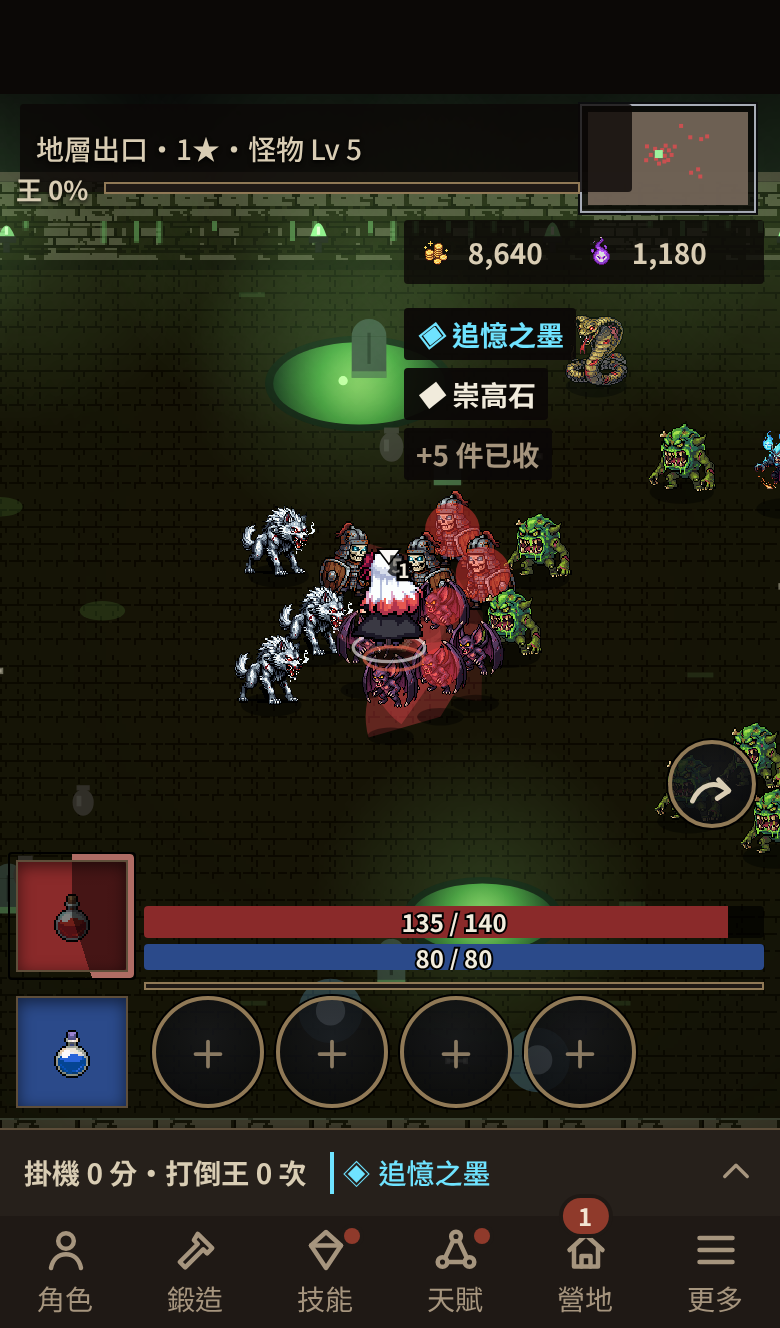 地層出口・1★・怪物 Lv 5
王 0%
8,640
1,180
追憶之墨
崇高石
+5 件已收
1
135 / 140
80 / 80
掛機 0 分・打倒王 0 次
追憶之墨
1
角色
鍛造
技能
天賦
營地
更多